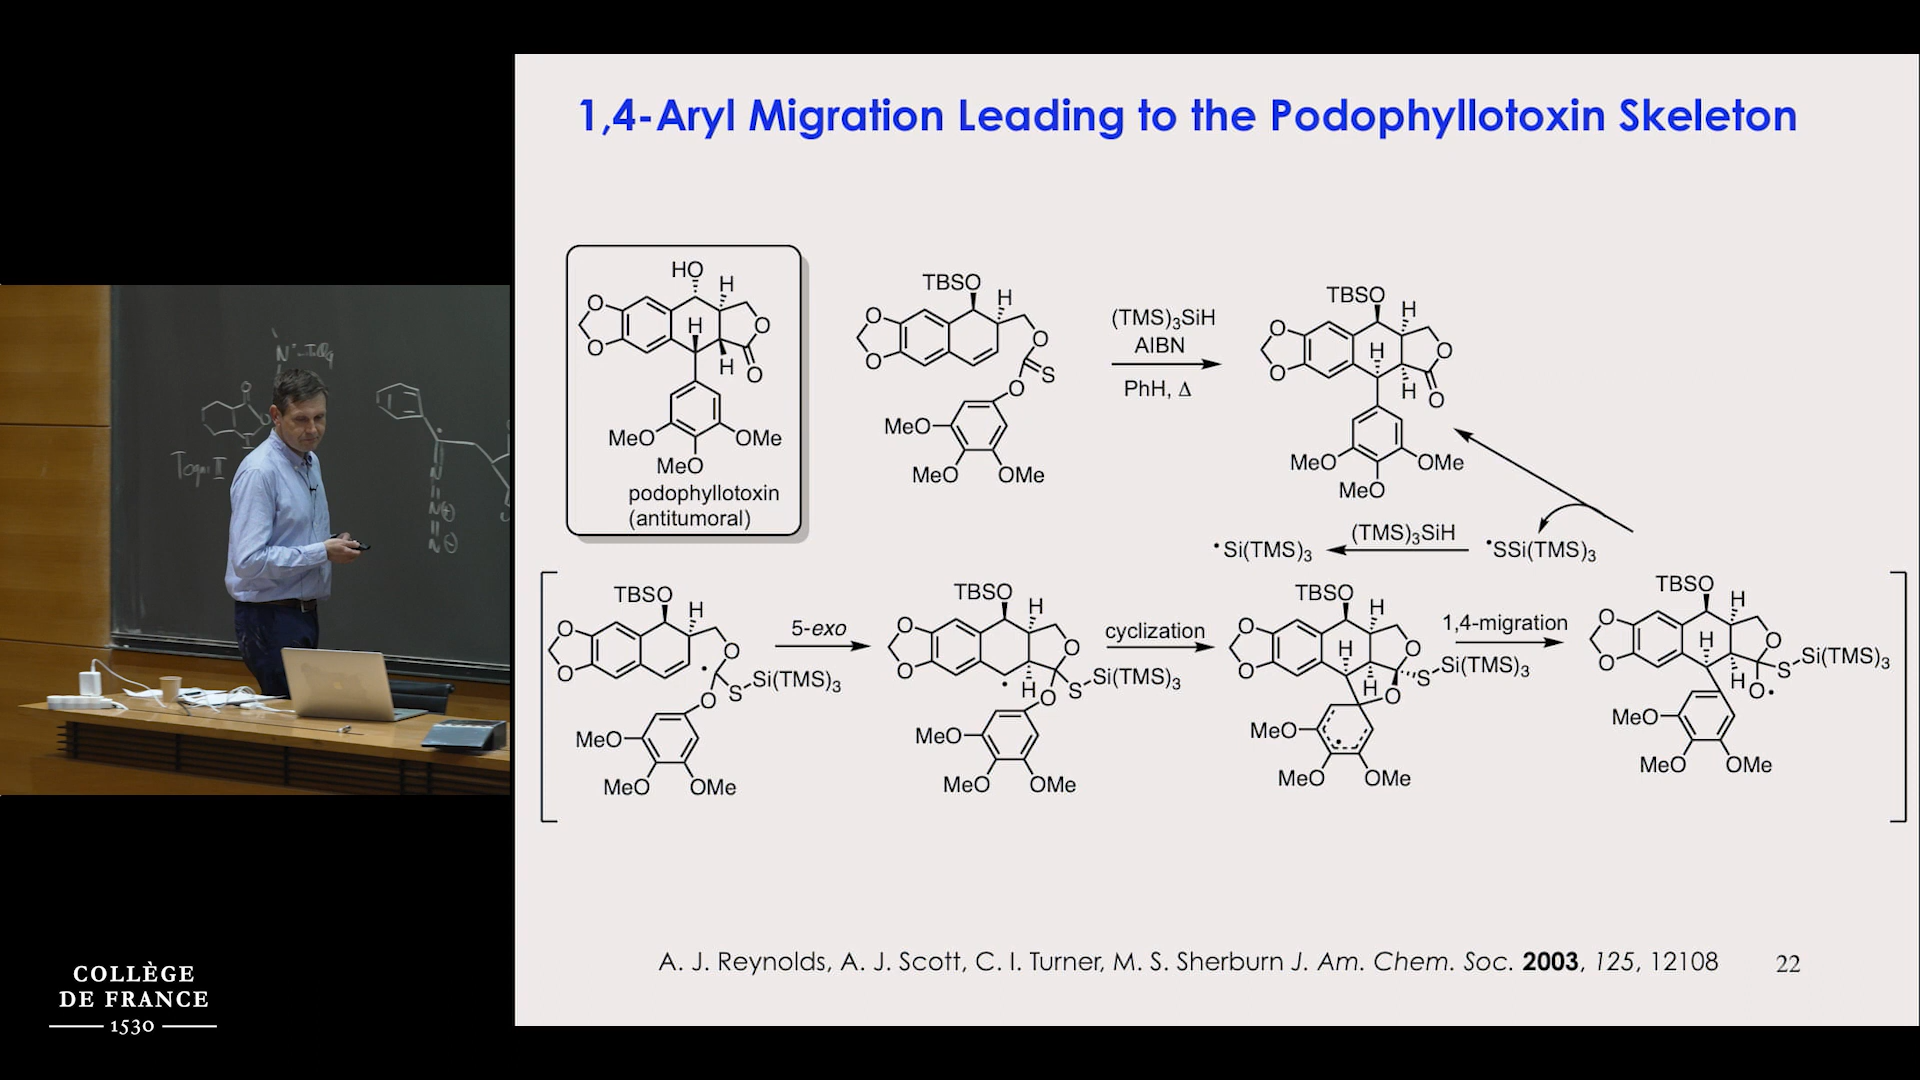 1,4-Aryl Migration Leading to the Podophyllotoxin Skeleton
HO
H
O
O
H
O
H
O
MeO
OMe
MeO
podophyllotoxin
(antitumoral)
TBSO
H
O
O
O
S
O
MeO
MeO
OMe
(TMS)₃SiH
AIBN
PhH, Δ
TBSO
H
O
O
H
O
H
O
MeO
OMe
MeO
(TMS)₃SiH
•Si(TMS)₃
•SSi(TMS)₃
TBSO
H
O
O
O
•
S-Si(TMS)₃
O
MeO
MeO
OMe
5-exo
TBSO
H
O
O
O
•
H
O
S-Si(TMS)₃
MeO
MeO
OMe
cyclization
TBSO
H
O
O
H
O
H
O
S-Si(TMS)₃
MeO
•
MeO
OMe
1,4-migration
TBSO
H
O
O
H
O
H
O•
S-Si(TMS)₃
MeO
MeO
OMe
A. J. Reynolds, A. J. Scott, C. I. Turner, M. S. Sherburn J. Am. Chem. Soc. 2003, 125, 12108
22
COLLÈGE
DE FRANCE
1530